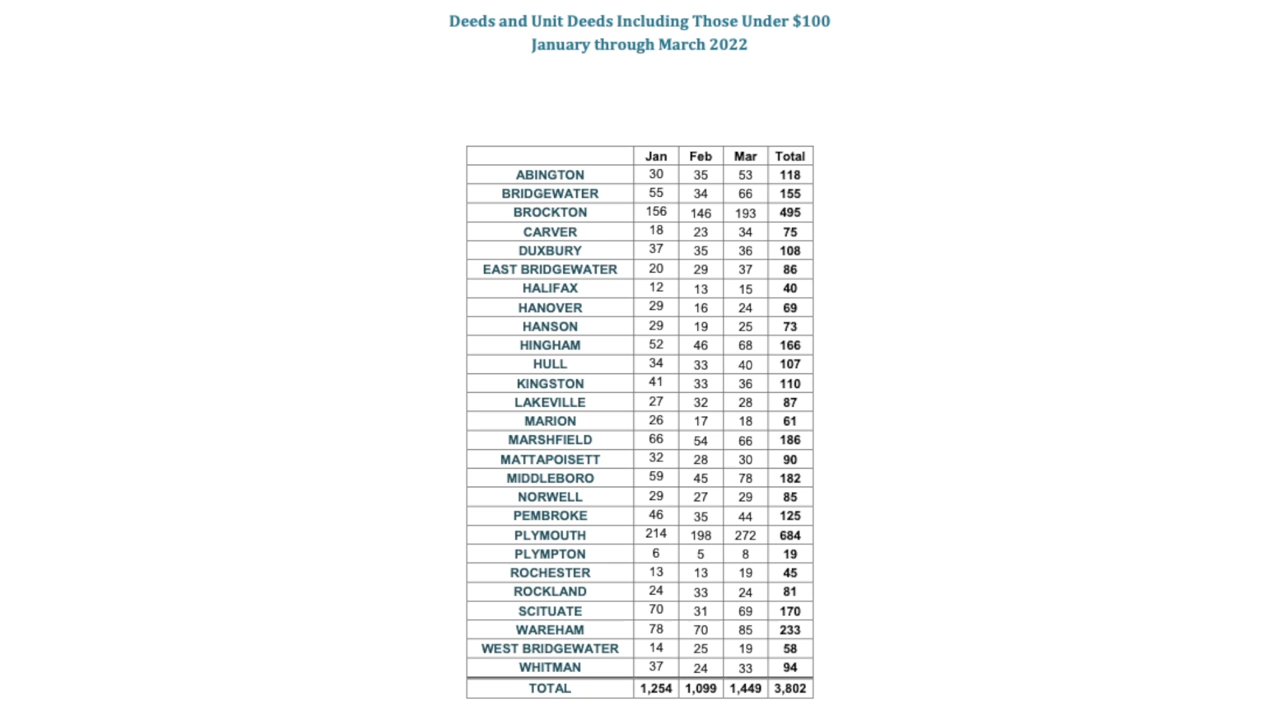 Deeds and Unit Deeds Including Those Under $100
January through March 2022
Jan Feb Mar Total
ABINGTON 30 35 53 118
BRIDGEWATER 55 34 66 155
BROCKTON 156 146 193 495
CARVER 18 23 34 75
DUXBURY 37 35 36 108
EAST BRIDGEWATER 20 29 37 86
HALIFAX 12 13 15 40
HANOVER 29 16 24 69
HANSON 29 19 25 73
HINGHAM 52 46 68 166
HULL 34 33 40 107
KINGSTON 41 33 36 110
LAKEVILLE 27 32 28 87
MARION 26 17 18 61
MARSHFIELD 66 54 66 186
MATTAPOISETT 32 28 30 90
MIDDLEBORO 59 45 78 182
NORWELL 29 27 29 85
PEMBROKE 46 35 44 125
PLYMOUTH 214 198 272 684
PLYMPTON 6 5 8 19
ROCHESTER 13 13 19 45
ROCKLAND 24 33 24 81
SCITUATE 70 31 69 170
WAREHAM 78 70 85 233
WEST BRIDGEWATER 14 25 19 58
WHITMAN 37 24 33 94
TOTAL 1,254 1,099 1,449 3,802